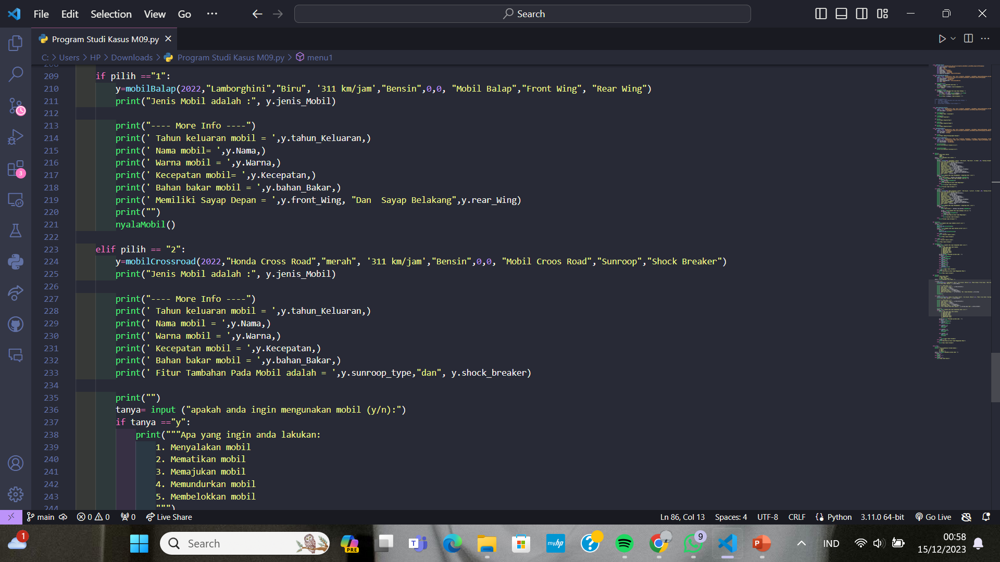 File Edit Selection View Go ··· Search
Program Studi Kasus M09.py
C: > Users > HP > Downloads > Program Studi Kasus M09.py > menu1
208
209 if pilih =="1":
210 y=mobilBalap(2022,"Lamborghini","Biru", '311 km/jam',"Bensin",0,0, "Mobil Balap","Front Wing", "Rear Wing")
211 print("Jenis Mobil adalah :", y.jenis_Mobil)
212
213 print("---- More Info ----")
214 print(' Tahun keluaran mobil = ',y.tahun_Keluaran,)
215 print(' Nama mobil= ',y.Nama,)
216 print(' Warna mobil = ',y.Warna,)
217 print(' Kecepatan mobil= ',y.Kecepatan,)
218 print(' Bahan bakar mobil = ',y.bahan_Bakar,)
219 print(' Memiliki Sayap Depan = ',y.front_Wing, "Dan  Sayap Belakang",y.rear_Wing)
220 print("")
221 nyalaMobil()
222
223 elif pilih == "2":
224 y=mobilCrossroad(2022,"Honda Cross Road","merah", '311 km/jam',"Bensin",0,0, "Mobil Croos Road","Sunroop","Shock Breaker")
225 print("Jenis Mobil adalah :", y.jenis_Mobil)
226
227 print("---- More Info ----")
228 print(' Tahun keluaran mobil = ',y.tahun_Keluaran,)
229 print(' Nama mobil = ',y.Nama,)
230 print(' Warna mobil = ',y.Warna,)
231 print(' Kecepatan mobil = ',y.Kecepatan,)
232 print(' Bahan bakar mobil = ',y.bahan_Bakar,)
233 print(' Fitur Tambahan Pada Mobil adalah = ',y.sunroop_type,"dan", y.shock_breaker)
234
235 print("")
236 tanya= input ("apakah anda ingin mengunakan mobil (y/n):")
237 if tanya =="y":
238 print("""Apa yang ingin anda lakukan:
239 1. Menyalakan mobil
240 2. Mematikan mobil
241 3. Memajukan mobil
242 4. Memundurkan mobil
243 5. Membelokkan mobil
244 """)
3
main 0 0 0 Live Share Ln 86, Col 13 Spaces: 4 UTF-8 CRLF Python 3.11.0 64-bit Go Live
1 Search PRE T myhp ? 9 P IND 00:58
15/12/2023